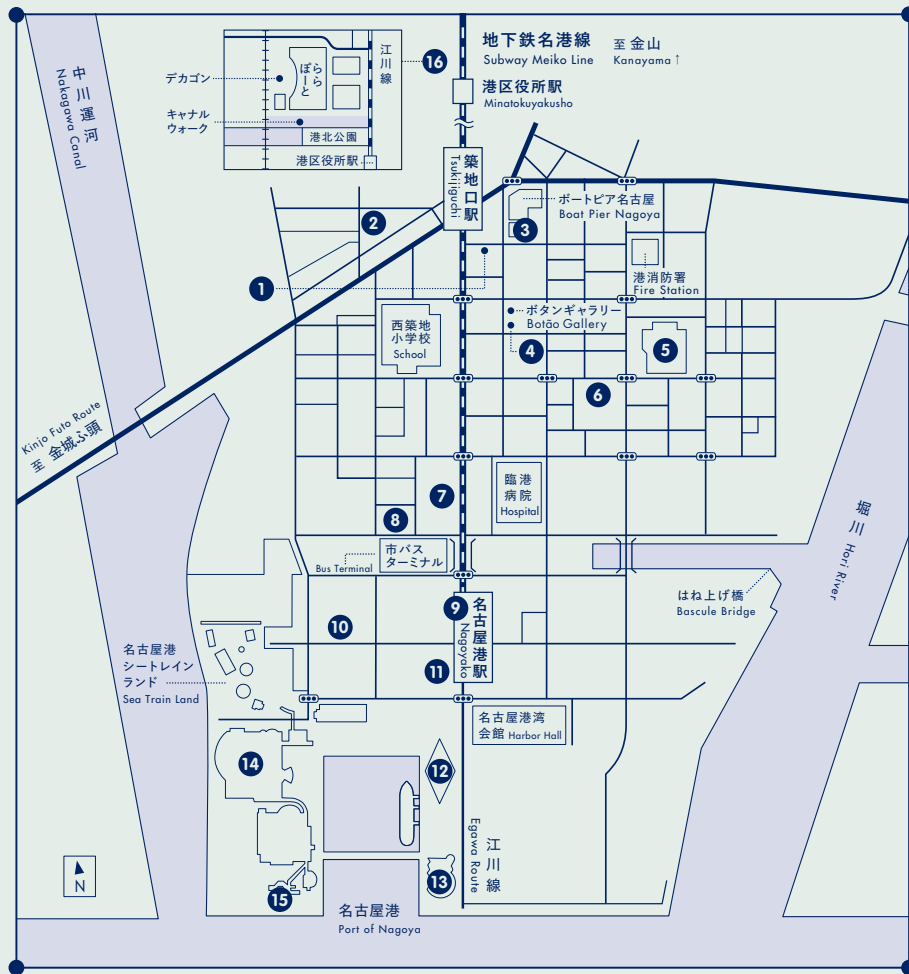 地下鉄名港線
Subway Meiko Line
至 金山
Kanayama ↑
港区役所駅
Minatokuyakusho
中川運河
Nakagawa Canal
デカゴン
ららぽーと
江川線
16
キャナル
ウォーク
港北公園
港区役所駅
築地口駅
Tsukijiguchi
ボートピア名古屋
Boat Pier Nagoya
2
3
港消防署
Fire Station
1
ボタンギャラリー
Botão Gallery
西築地
小学校
School
4
5
6
Kinjo Futo Route
至 金城ふ頭
7
臨港
病院
Hospital
8
堀川 Hori River
市バス
ターミナル
Bus Terminal
はね上げ橋
Bascule Bridge
9
名古屋港駅
Nagoyako
10
11
名古屋港
シートレイン
ランド
Sea Train Land
名古屋港湾
会館 Harbor Hall
14
12
江川線
Egawa Route
N
15
13
名古屋港
Port of Nagoya